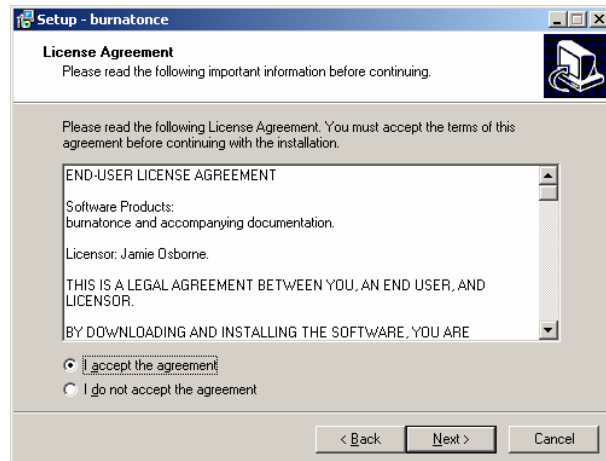 Setup - burnatonce
License Agreement
Please read the following important information before continuing.
Please read the following License Agreement. You must accept the terms of this
agreement before continuing with the installation.
END-USER LICENSE AGREEMENT
Software Products:
burnatonce and accompanying documentation.
Licensor: Jamie Osborne.
THIS IS A LEGAL AGREEMENT BETWEEN YOU, AN END USER, AND
LICENSOR.
BY DOWNLOADING AND INSTALLING THE SOFTWARE, YOU ARE
I accept the agreement
I do not accept the agreement
< Back Next > Cancel